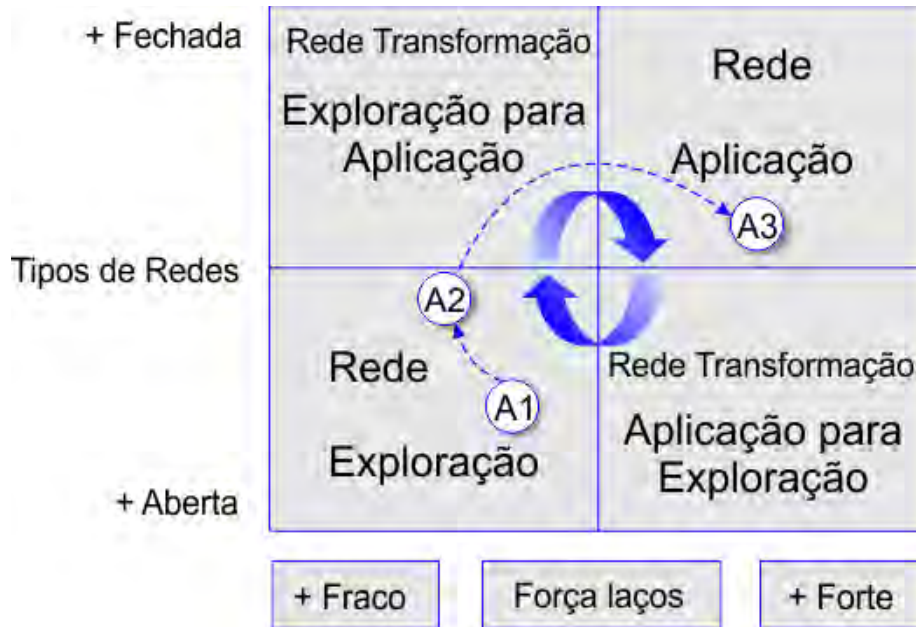 + Fechada
Rede Transformação
Exploração para
Aplicação
Rede
Aplicação
A3
Tipos de Redes
A2
Rede
A1
Exploração
Rede Transformação
Aplicação para
Exploração
+ Aberta
+ Fraco
Força laços
+ Forte